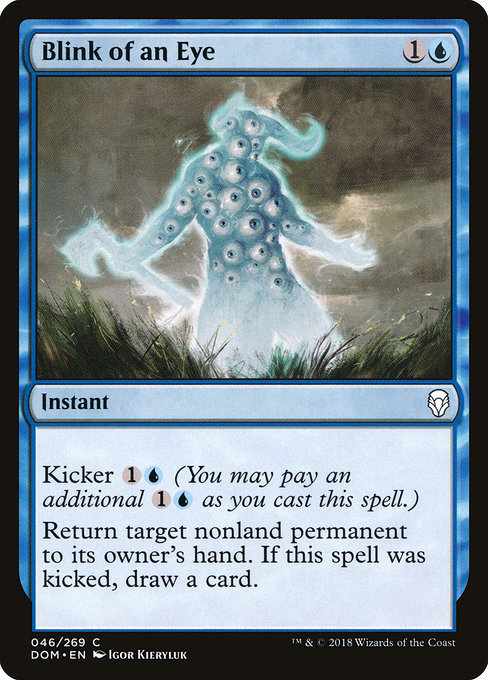 Blink of an Eye 1
Instant
Kicker 1 (You may pay an
additional 1 as you cast this spell.)
Return target nonland permanent
to its owner's hand. If this spell was
kicked, draw a card.
046/269 C
™ & © 2018 Wizards of the Coast
DOM • EN Igor Kieryluk